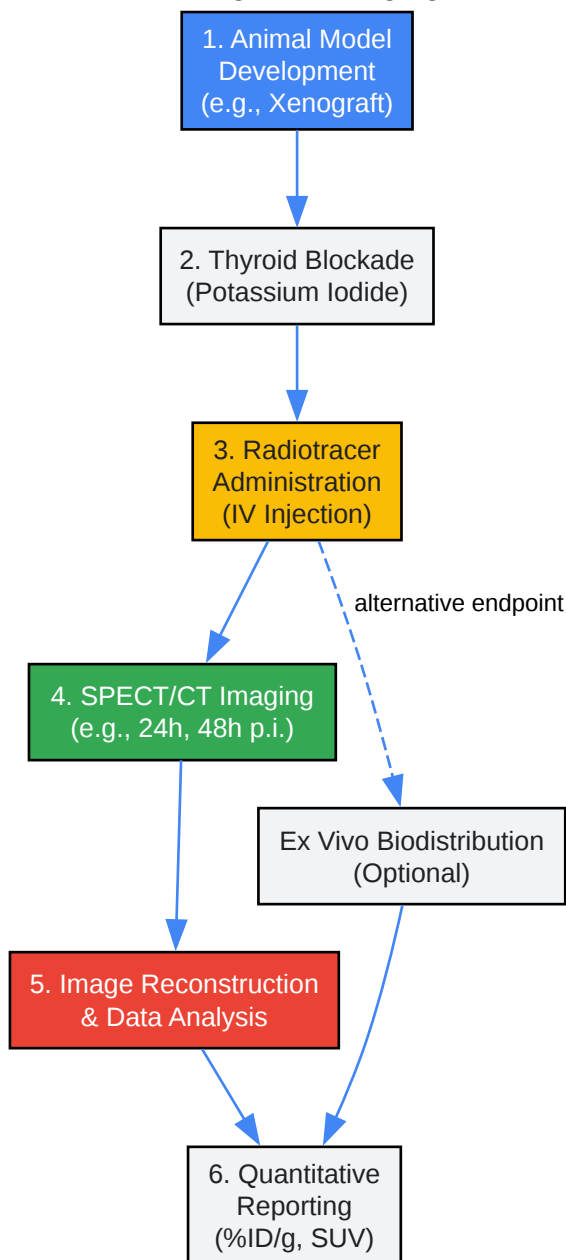 1. Animal Model
Development
(e.g., Xenograft)
2. Thyroid Blockade
(Potassium Iodide)
3. Radiotracer
Administration
(IV Injection)
alternative endpoint
4. SPECT/CT Imaging
(e.g., 24h, 48h p.i.)
Ex Vivo Biodistribution
(Optional)
5. Image Reconstruction
& Data Analysis
6. Quantitative
Reporting
(%ID/g, SUV)